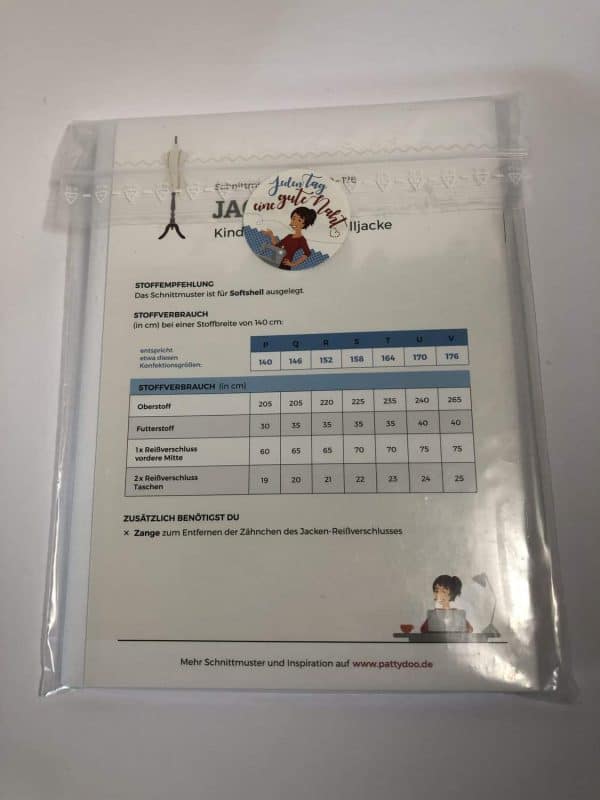 Jeden Tag
eine gute Naht
Kind
lljacke
STOFFEMPFEHLUNG
Das Schnittmuster ist für Softshell ausgelegt.
STOFFVERBRAUCH
(in cm) bei einer Stoffbreite von 140 cm:
P Q R S T U V
entspricht
etwa diesen
Konfektionsgrößen:
140 146 152 158 164 170 176
STOFFVERBRAUCH (in cm)
Oberstoff 205 205 220 225 235 240 265
Futterstoff 30 35 35 35 35 40 40
1 x Reißverschluss
vordere Mitte 60 65 65 70 70 75 75
2 x Reißverschluss
Taschen 19 20 21 22 23 24 25
ZUSÄTZLICH BENÖTIGST DU
× Zange zum Entfernen der Zähnchen des Jacken-Reißverschlusses
Mehr Schnittmuster und Inspiration auf www.pattydoo.de